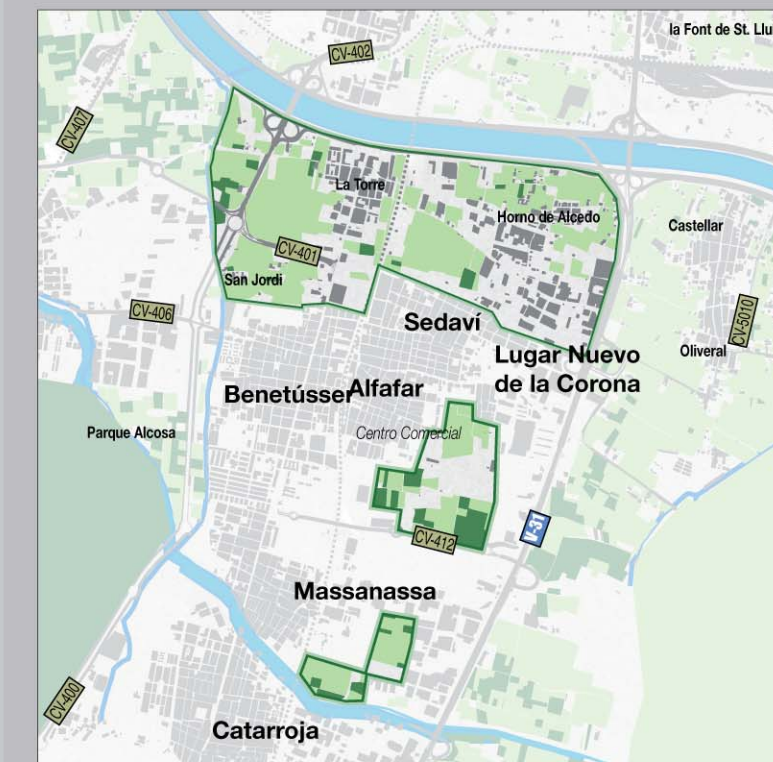 la Font de St. Llu
CV-402
CV-407
La Torre
Horno de Alcedo
Castellar
CV-401
San Jordi
CV-406
Sedaví
CV-5010
Lugar Nuevo
de la Corona
Oliveral
Benetússer
Alfafar
Parque Alcosa
Centro Comercial
CV-412
V-31
Massanassa
CV-400
Catarroja